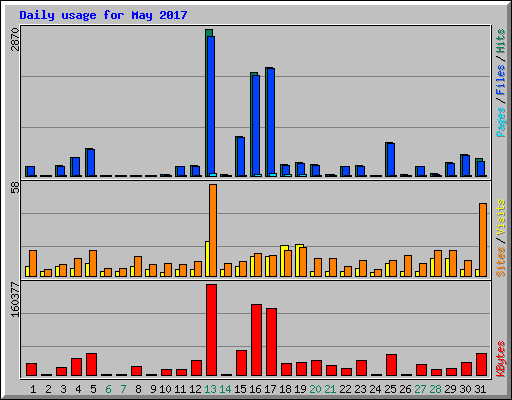 Daily usage for May 2017
2870
Pages / Files / Hits
58
Sites / Visits
160377
KBytes
1 2 3 4 5 6 7 8 9 10 11 12 13 14 15 16 17 18 19 20 21 22 23 24 25 26 27 28 29 30 31